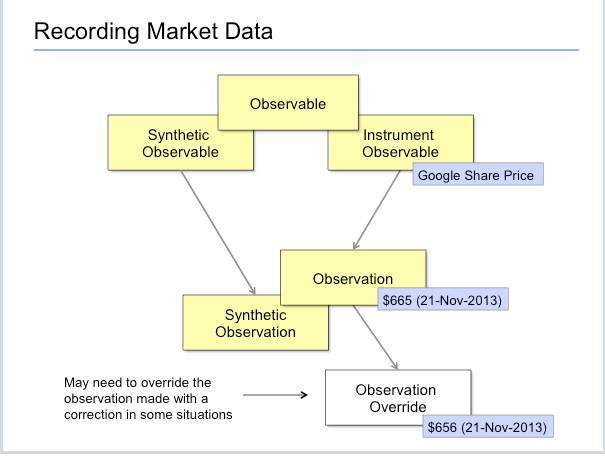 Recording Market Data
Observable
Synthetic
Observable
Instrument
Observable
Google Share Price
Observation
$665 (21-Nov-2013)
Synthetic
Observation
May need to override the
observation made with a
correction in some situations
Observation
Override
$656 (21-Nov-2013)